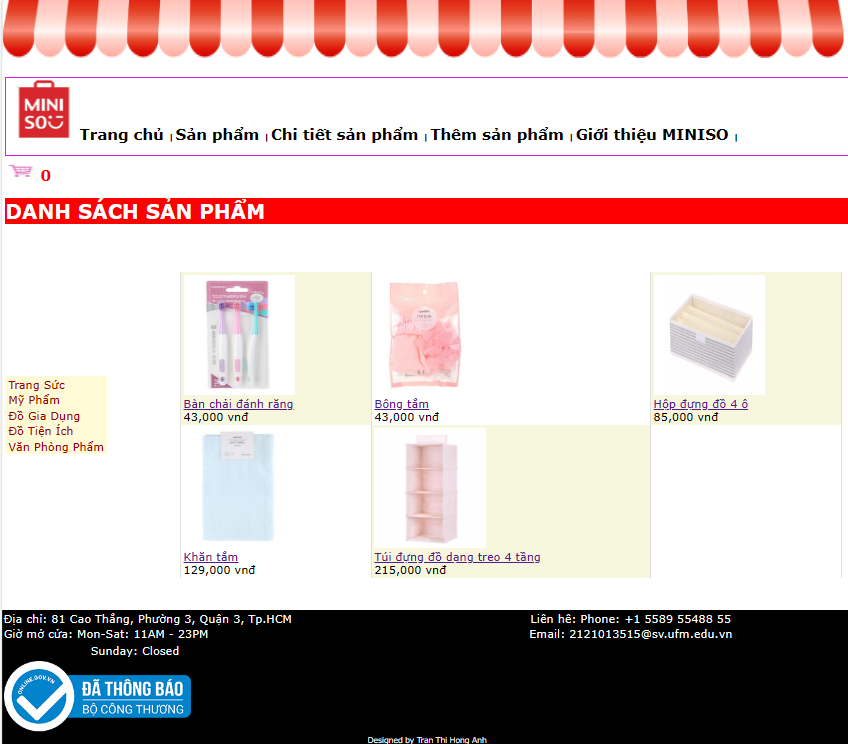 MINI
SO
Trang chủ | Sản phẩm | Chi tiết sản phẩm | Thêm sản phẩm | Giới thiệu MINISO |
0
DANH SÁCH SẢN PHẨM
Trang Sức
Mỹ Phẩm
Đồ Gia Dụng
Đồ Tiện Ích
Văn Phòng Phẩm
TOOTHBRUSH
Bàn chải đánh răng
43,000 vnđ
Bông tắm
43,000 vnđ
Hộp đựng đồ 4 ô
85,000 vnđ
Khăn tắm
129,000 vnđ
Túi đựng đồ dạng treo 4 tầng
215,000 vnđ
Địa chỉ: 81 Cao Thắng, Phường 3, Quận 3, Tp.HCM
Giờ mở cửa: Mon-Sat: 11AM - 23PM
Sunday: Closed
Liên hê: Phone: +1 5589 55488 55
Email: 2121013515@sv.ufm.edu.vn
ONLINE.GOV.VN
ĐÃ THÔNG BÁO
BỘ CÔNG THƯƠNG
Designed by Tran Thi Hong Anh